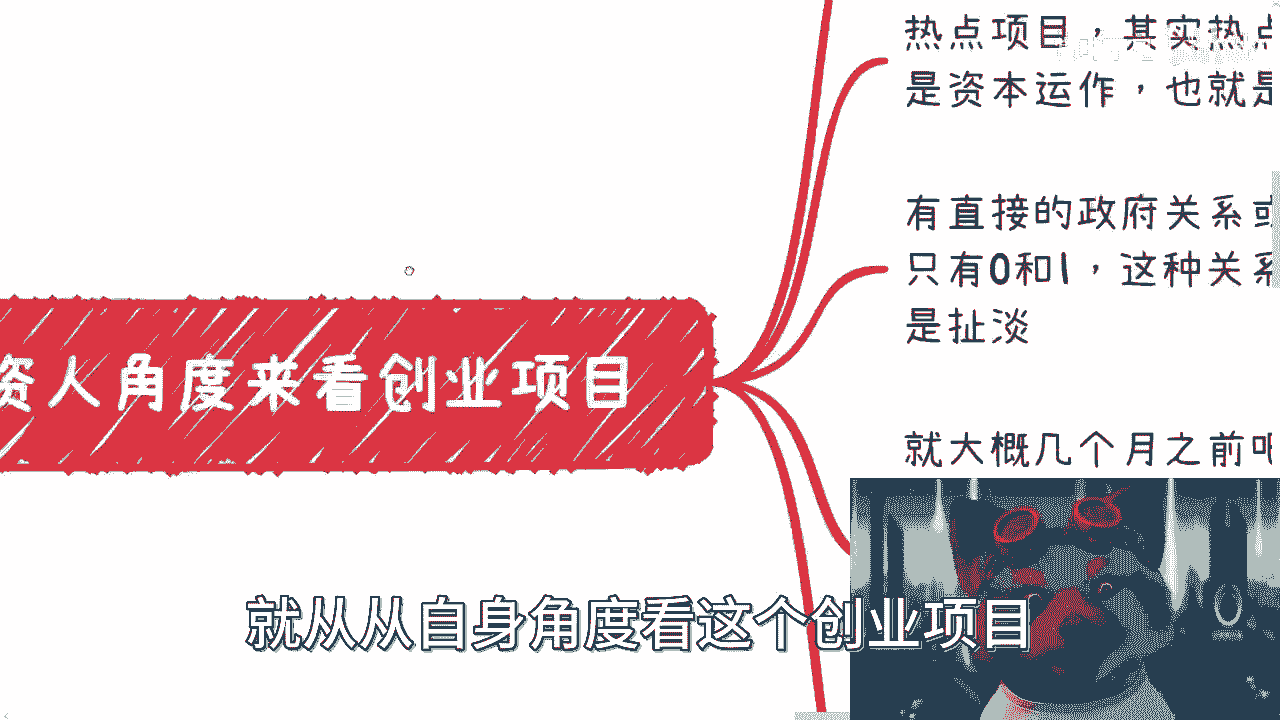 热点项目，其实热点
是资本运作，也就是
有直接的政府关系或
只有0和1，这种关系
是扯淡
资人角度来看创业项目
就大概几个月之前吧
就从从自身角度看这个创业项目